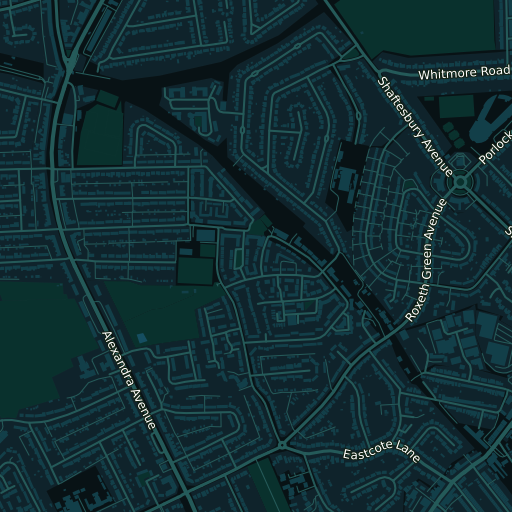 Whitmore Road
Shaftesbury Avenue
Porlock
S
Roxeth Green Avenue
Alexandra Avenue
Eastcote Lane